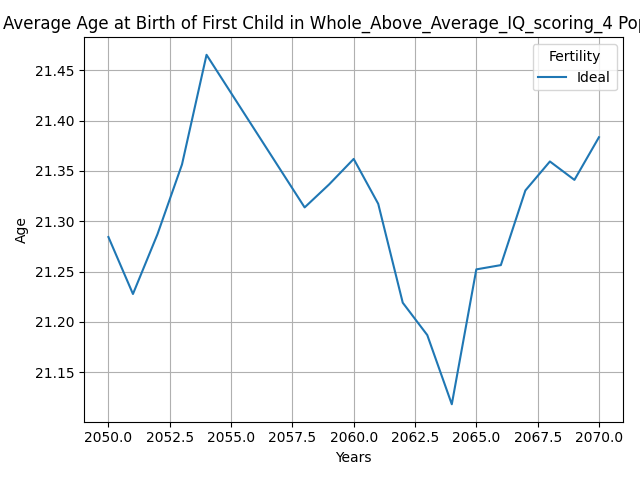 Average Age at Birth of First Child in Whole_Above_Average_IQ_scoring_4 Pop
Fertility
Ideal
21.45
21.40
21.35
21.30
21.25
21.20
21.15
Age
2050.0 2052.5 2055.0 2057.5 2060.0 2062.5 2065.0 2067.5 2070.0
Years